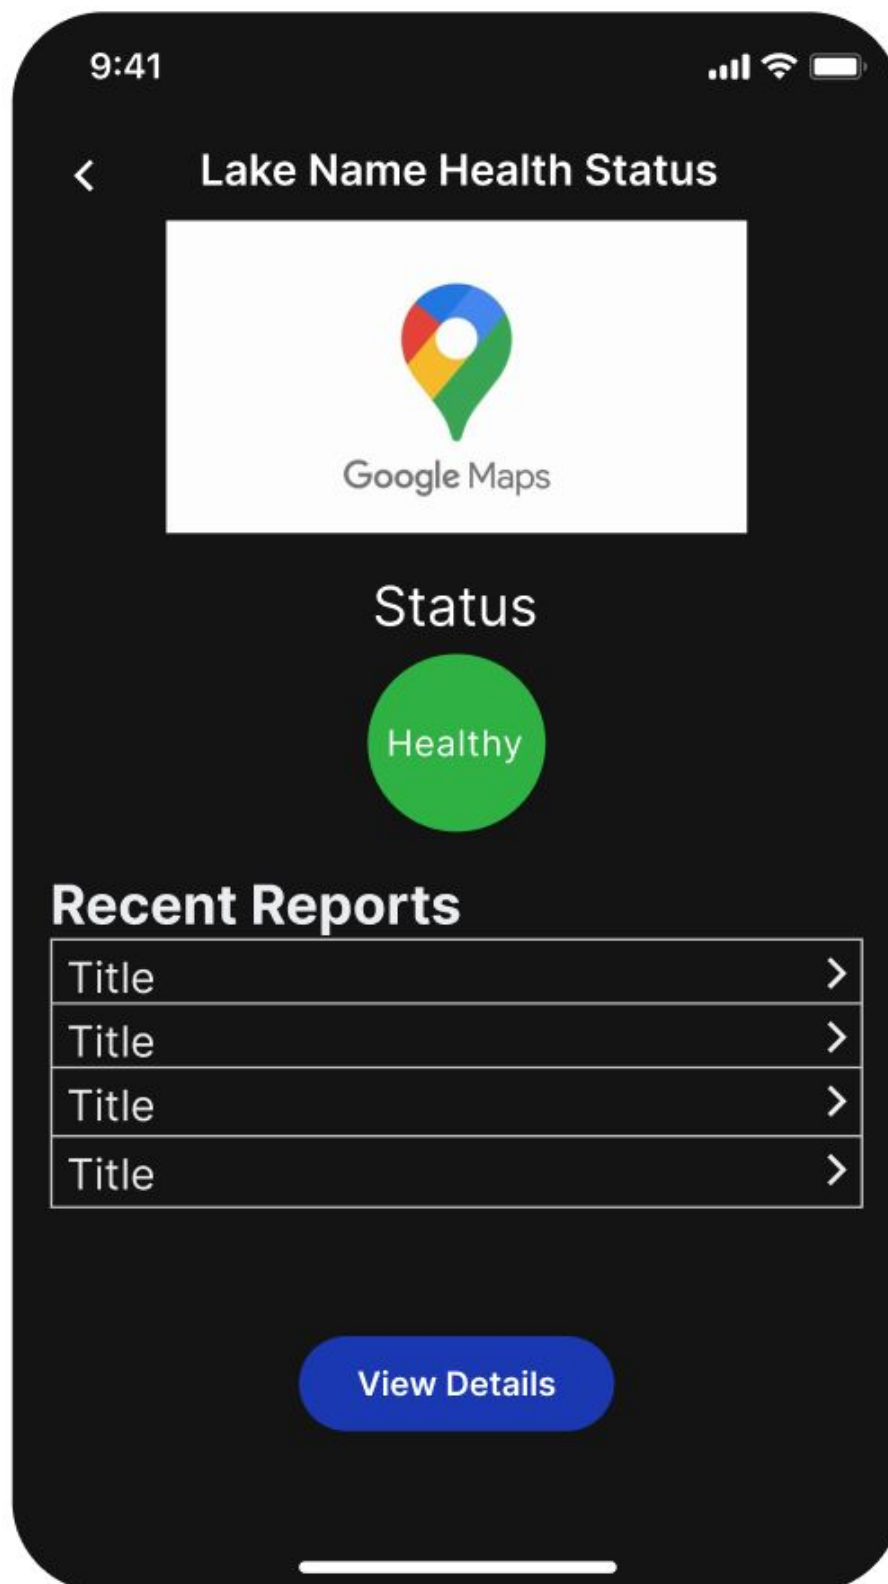 9:41
Lake Name Health Status
Google Maps
Status
Healthy
Recent Reports
Title
Title
Title
Title
View Details